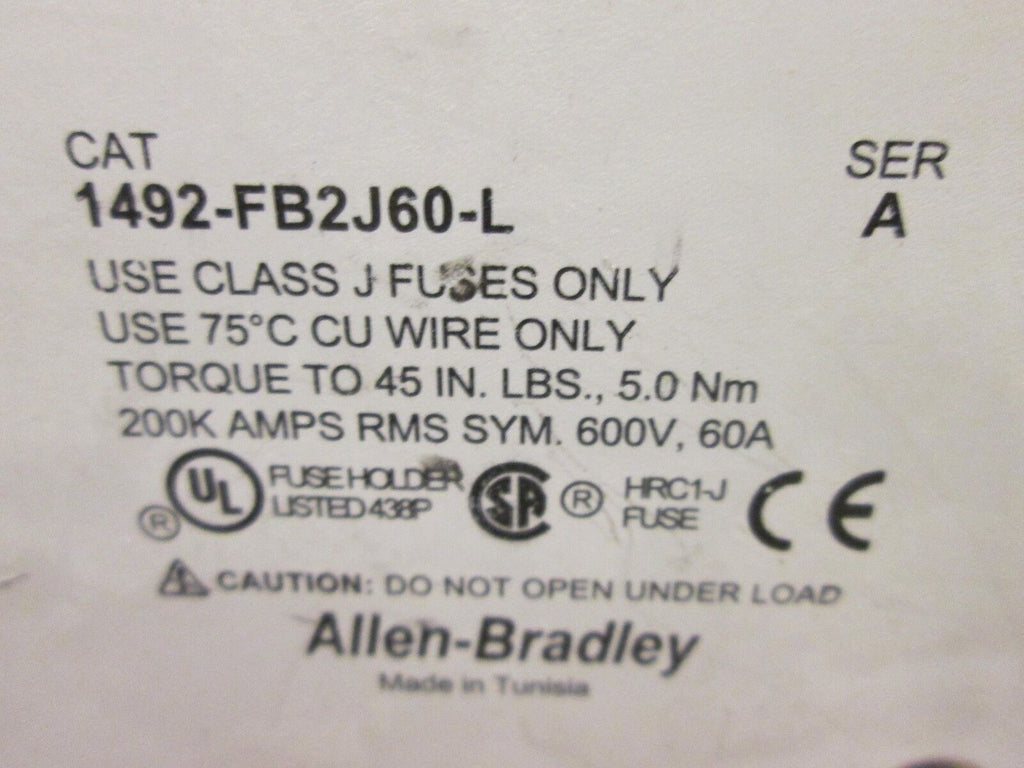 CAT
SER
1492-FB2J60-L
A
USE CLASS J FUSES ONLY
USE 75°C CU WIRE ONLY
TORQUE TO 45 IN. LBS., 5.0 Nm
200K AMPS RMS SYM. 600V, 60A
® UL FUSE HOLDER
LISTED 438P
SA ® HRC1-J
FUSE
CE
CAUTION: DO NOT OPEN UNDER LOAD
Allen-Bradley
Made in Tunisia